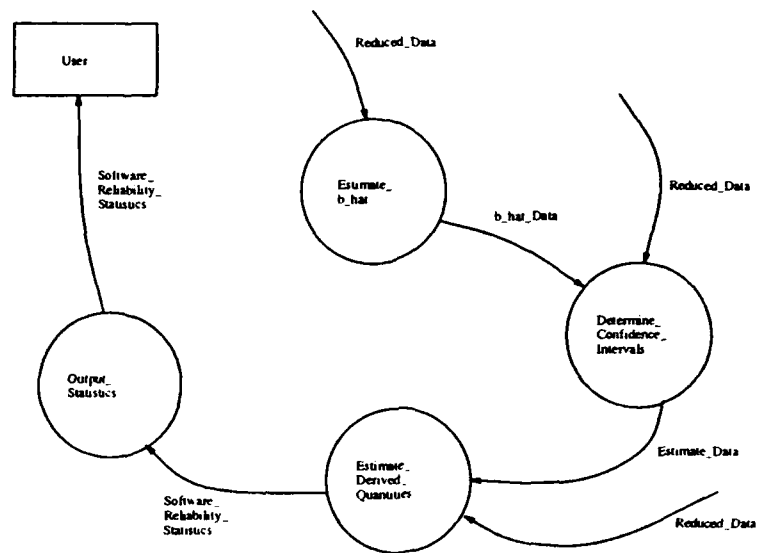 Reduced_Data
User
Software_
Reliability_
Statistics
Estimate_
b_hat
Reduced_Data
b_hat_Data
Determine_
Confidence_
Intervals
Output_
Statistics
Estimate_Data
Estimate_
Derived_
Quantities
Software_
Reliability_
Statistics
Reduced_Data